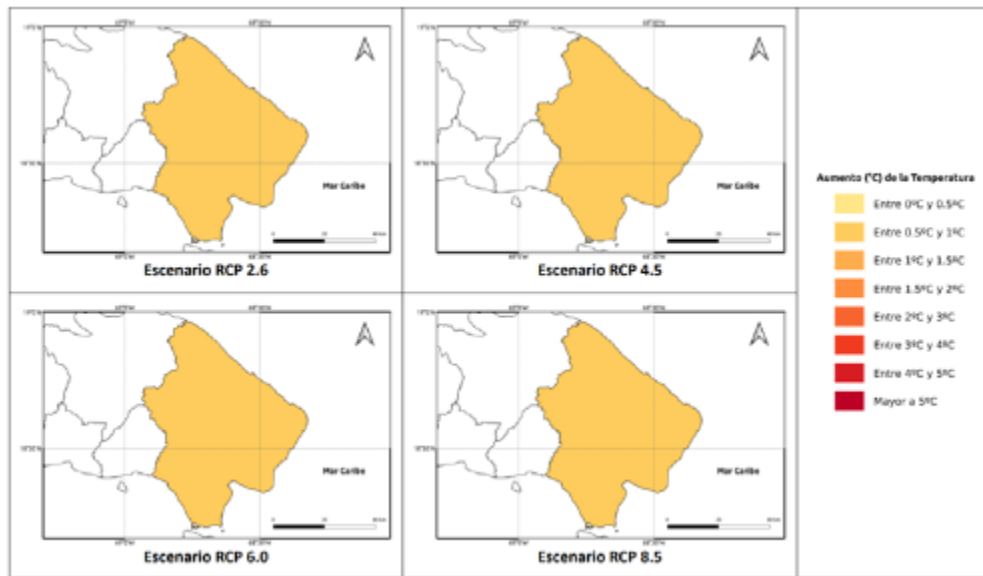 Mar Caribe
Escenario RCP 2.6
Mar Caribe
Escenario RCP 4.5
Mar Caribe
Escenario RCP 6.0
Mar Caribe
Escenario RCP 8.5
Aumento (°C) de la Temperatura
Entre 0ºC y 0.5ºC
Entre 0.5ºC y 1ºC
Entre 1ºC y 1.5ºC
Entre 1.5ºC y 2ºC
Entre 2ºC y 3ºC
Entre 3ºC y 4ºC
Entre 4ºC y 5ºC
Mayor a 5ºC